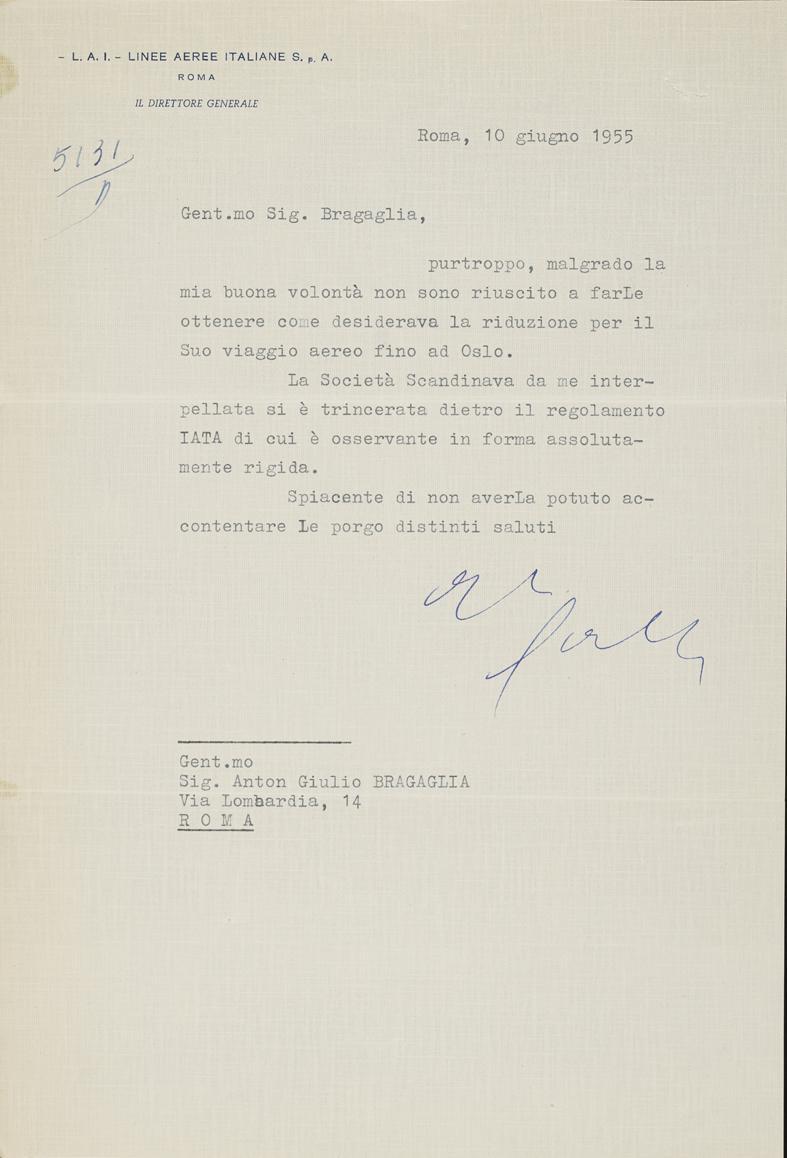 - L. A. I. - LINEE AEREE ITALIANE S. p. A.
ROMA
IL DIRETTORE GENERALE
Roma, 10 giugno 1955
5131
Gent.mo Sig. Bragaglia,
purtroppo, malgrado la
mia buona volontà non sono riuscito a farLe
ottenere come desiderava la riduzione per il
Suo viaggio aereo fino ad Oslo.
La Società Scandinava da me inter-
pellata si è trincerata dietro il regolamento
IATA di cui è osservante in forma assoluta-
mente rigida.
Spiacente di non averLa potuto ac-
contentare Le porgo distinti saluti
Gent.mo
Sig. Anton Giulio BRAGAGLIA
Via Lombardia, 14
R O M A